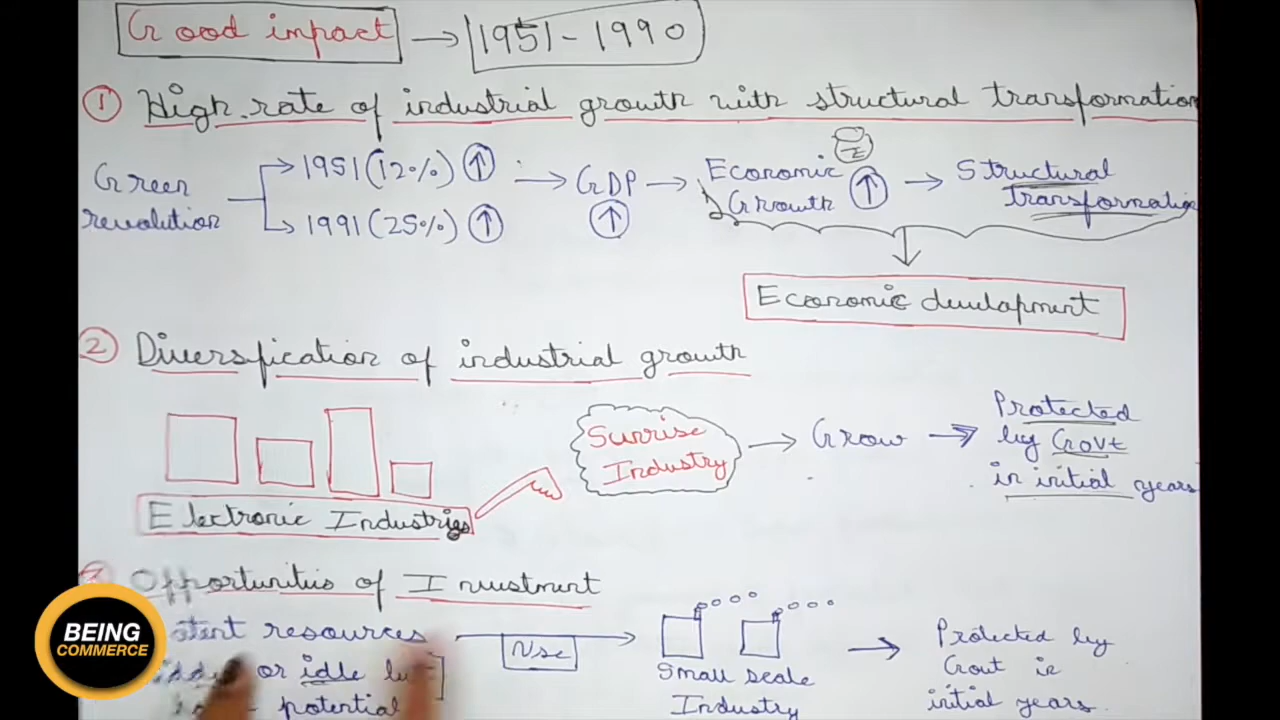 Good impact → 1951 - 1990
① High rate of industrial growth with structural transformation
Green revolution
1951 (12%) ↑
1991 (25%) ↑
→ GDP ↑ → Economic Growth ↑ → Structural transformation
Economic development
② Diversification of industrial growth
Sunrise Industry → Grow → Protected by Govt in initial years
Electronic Industries
Opportunities of Investment
resources
or idle
potential
Use
Small scale Industry
→ Protected by Govt in initial years.
BEING
COMMERCE